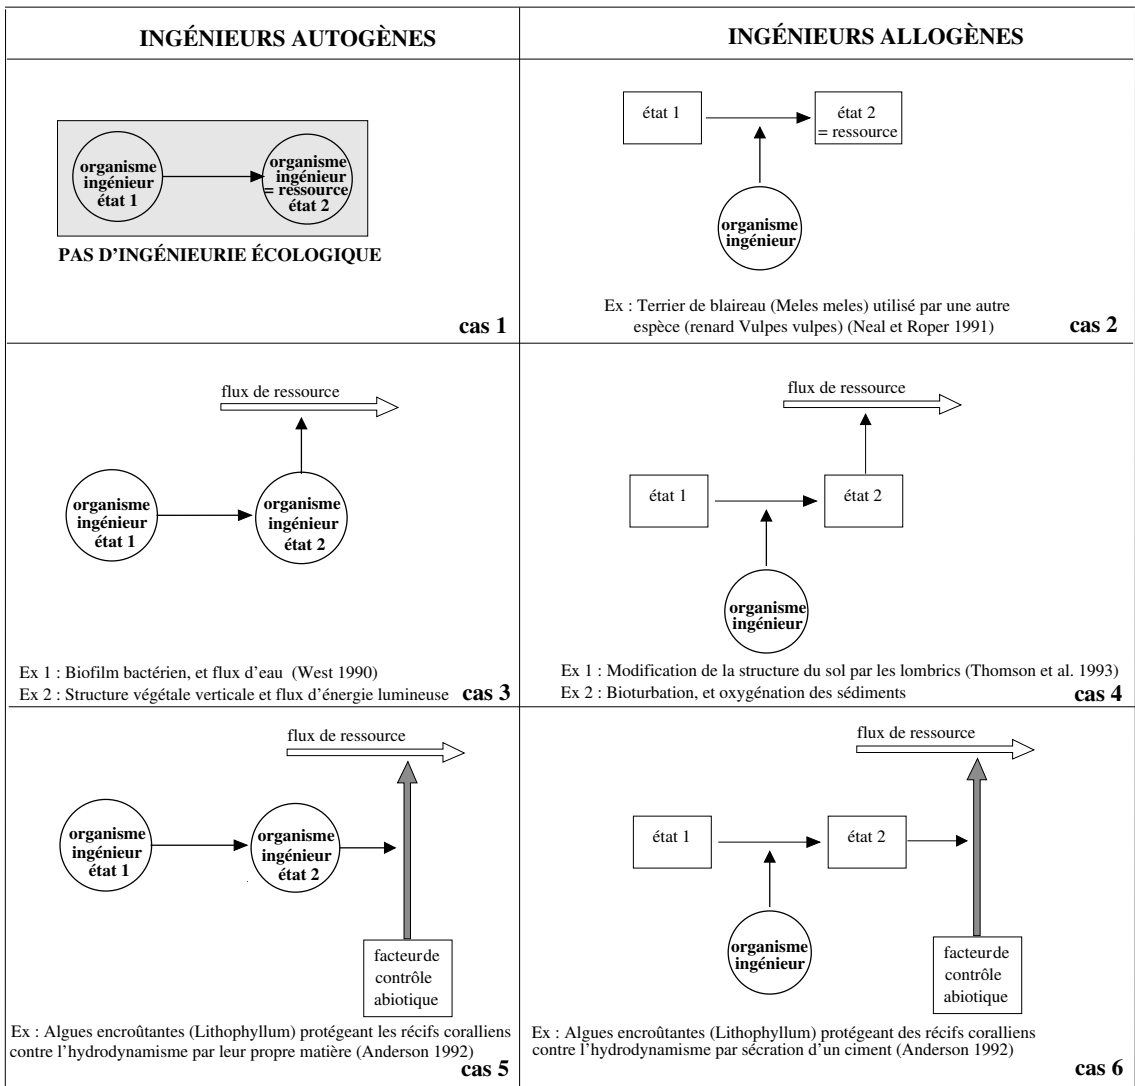 INGÉNIEURS AUTOGÈNES
INGÉNIEURS ALLOGÈNES
organisme
ingénieur
état 1
organisme
ingénieur
= ressource
état 2
PAS D'INGÉNIERIE ÉCOLOGIQUE
cas 1
état 1
état 2
= ressource
organisme
ingénieur
Ex : Terrier de blaireau (Meles meles) utilisé par une autre
espèce (renard Vulpes vulpes) (Neal et Roper 1991)
cas 2
flux de ressource
organisme
ingénieur
état 1
organisme
ingénieur
état 2
Ex 1 : Biofilm bactérien, et flux d'eau (West 1990)
Ex 2 : Structure végétale verticale et flux d'énergie lumineuse
cas 3
flux de ressource
état 1
état 2
organisme
ingénieur
Ex 1 : Modification de la structure du sol par les lombrics (Thomson et al. 1993)
Ex 2 : Bioturbation, et oxygénation des sédiments
cas 4
flux de ressource
organisme
ingénieur
état 1
organisme
ingénieur
état 2
facteurde
contrôle
abiotique
Ex : Algues encroûtantes (Lithophyllum) protégeant les récifs coralliens
contre l'hydrodynamisme par leur propre matière (Anderson 1992)
cas 5
flux de ressource
état 1
état 2
organisme
ingénieur
facteur de
contrôle
abiotique
Ex : Algues encroûtantes (Lithophyllum) protégeant des récifs coralliens
contre l'hydrodynamisme par sécration d'un ciment (Anderson 1992)
cas 6